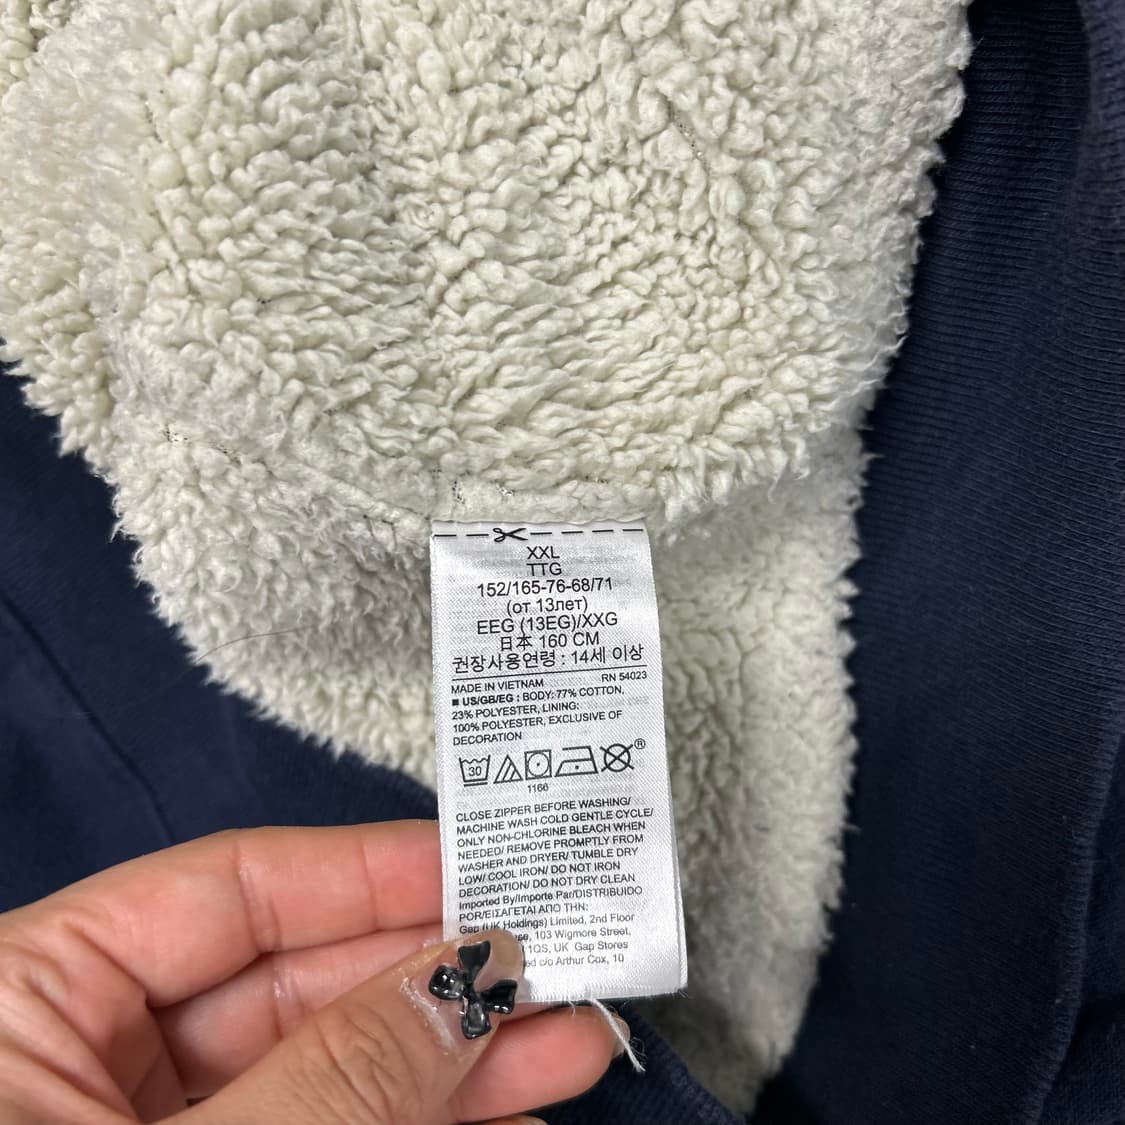 XXL
TTG
152/165-76-68/71
(от 13лет)
EEG (13EG)/XXG
日本 160 CM
권장사용연령 : 14세 이상
MADE IN VIETNAM RN 54023
■ US/GB/EG : BODY: 77% COTTON,
23% POLYESTER, LINING:
100% POLYESTER, EXCLUSIVE OF
DECORATION
30 ®
1166
CLOSE ZIPPER BEFORE WASHING/
MACHINE WASH COLD GENTLE CYCLE/
ONLY NON-CHLORINE BLEACH WHEN
NEEDED/ REMOVE PROMPTLY FROM
WASHER AND DRYER/ TUMBLE DRY
LOW/ COOL IRON/ DO NOT IRON
DECORATION/ DO NOT DRY CLEAN
Imported By/Importe Par/DISTRIBUIDO
POR/ΕΙΣΑΓΕΤΑΙ ΑΠΟ ΤΗΝ:
Gap (UK Holdings) Limited, 2nd Floor
103 Wigmore Street,
1QS, UK Gap Stores
c/o Arthur Cox, 10